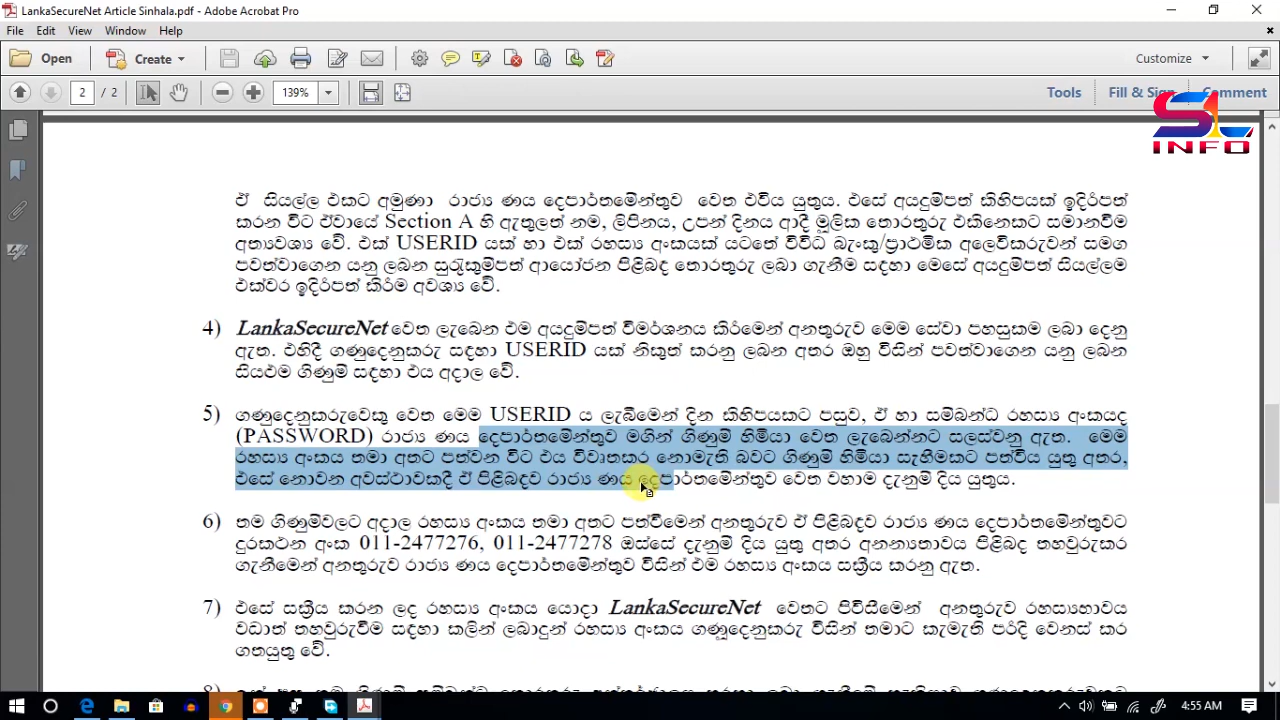 LankaSecureNet Article Sinhala.pdf - Adobe Acrobat Pro
File Edit View Window Help
Open Create Customize
2 / 2 139% Tools Fill & Sign Comment
SL
INFO
ඒ සියල්ල එකට අමුණා රාජ්‍ය ණය දෙපාර්තමේන්තුව වෙත එවිය යුතුය. එසේ අයදුම්පත් කිහිපයක් ඉදිරිපත්
කරන විට ඒවායේ Section A හි ඇතුලත් නම, ලිපිනය, උපන් දිනය ආදී මූලික තොරතුරු එකිනෙකට සමානවීම
අත්‍යවශ්‍ය වේ. එක් USERID යක් හා එක් රහස්‍ය අංකයක් යටතේ විවිධ බැංකු/ප්‍රාථමික අලෙවිකරුවන් සමග
පවත්වාගෙන යනු ලබන සුරැකුම්පත් ආයෝජන පිළිබඳ තොරතුරු ලබා ගැනීම සඳහා මෙසේ අයදුම්පත් සියල්ලම
එක්වර ඉදිරිපත් කිරීම අවශ්‍ය වේ.
4) LankaSecureNet වෙත ලැබෙන එම අයදුම්පත් විමර්ශනය කිරීමෙන් අනතුරුව මෙම සේවා පහසුකම ලබා දෙනු
ඇත. එහිදී ගණුදෙනුකරු සඳහා USERID යක් නිකුත් කරනු ලබන අතර ඔහු විසින් පවත්වාගෙන යනු ලබන
සියළුම ගිණුම් සඳහා එය අදාල වේ.
5) ගණුදෙනුකරුවෙකු වෙත මෙම USERID ය ලැබීමෙන් දින කිහිපයකට පසුව, ඒ හා සම්බන්ධ රහස්‍ය අංකයද
(PASSWORD) රාජ්‍ය ණය දෙපාර්තමේන්තුව මගින් ගිණුම් හිමියා වෙත ලැබෙන්නට සලස්වනු ඇත. මෙම
රහස්‍ය අංකය තමා අතට පත්වන විට එය විවෘතකර නොමැති බවට ගිණුම් හිමියා සෑහීමකට පත්විය යුතු අතර,
එසේ නොවන අවස්ථාවකදී ඒ පිළිබඳව රාජ්‍ය ණය දෙපාර්තමේන්තුව වෙත වහාම දැනුම් දිය යුතුය.
6) තම ගිණුම්වලට අදාල රහස්‍ය අංකය තමා අතට පත්වීමෙන් අනතුරුව ඒ පිළිබඳව රාජ්‍ය ණය දෙපාර්තමේන්තුවට
දුරකථන අංක 011-2477276, 011-2477278 ඔස්සේ දැනුම් දිය යුතු අතර අනන්‍යතාවය පිළිබඳ තහවුරුකර
ගැනීමෙන් අනතුරුව රාජ්‍ය ණය දෙපාර්තමේන්තුව විසින් එම රහස්‍ය අංකය සක්‍රීය කරනු ඇත.
7) එසේ සක්‍රීය කරන ලද රහස්‍ය අංකය යොදා LankaSecureNet වෙතට පිවිසීමෙන් අනතුරුව රහස්‍යභාවය
වඩාත් තහවුරුවීම සඳහා කලින් ලබාදුන් රහස්‍ය අංකය ගණුදෙනුකරු විසින් තමාට කැමැති පරිදි වෙනස් කර
ගතයුතු වේ.
4:55 AM